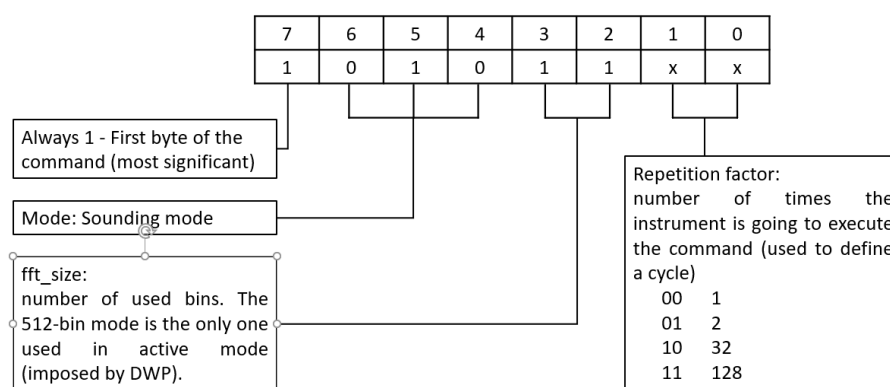 7 6 5 4 3 2 1 0
1 0 1 0 1 1 x x
Always 1 - First byte of the
command (most significant)
Mode: Sounding mode
fft_size:
number of used bins. The
512-bin mode is the only one
used in active mode
(imposed by DWP).
Repetition factor:
number of times the
instrument is going to execute
the command (used to define
a cycle)
00 1
01 2
10 32
11 128